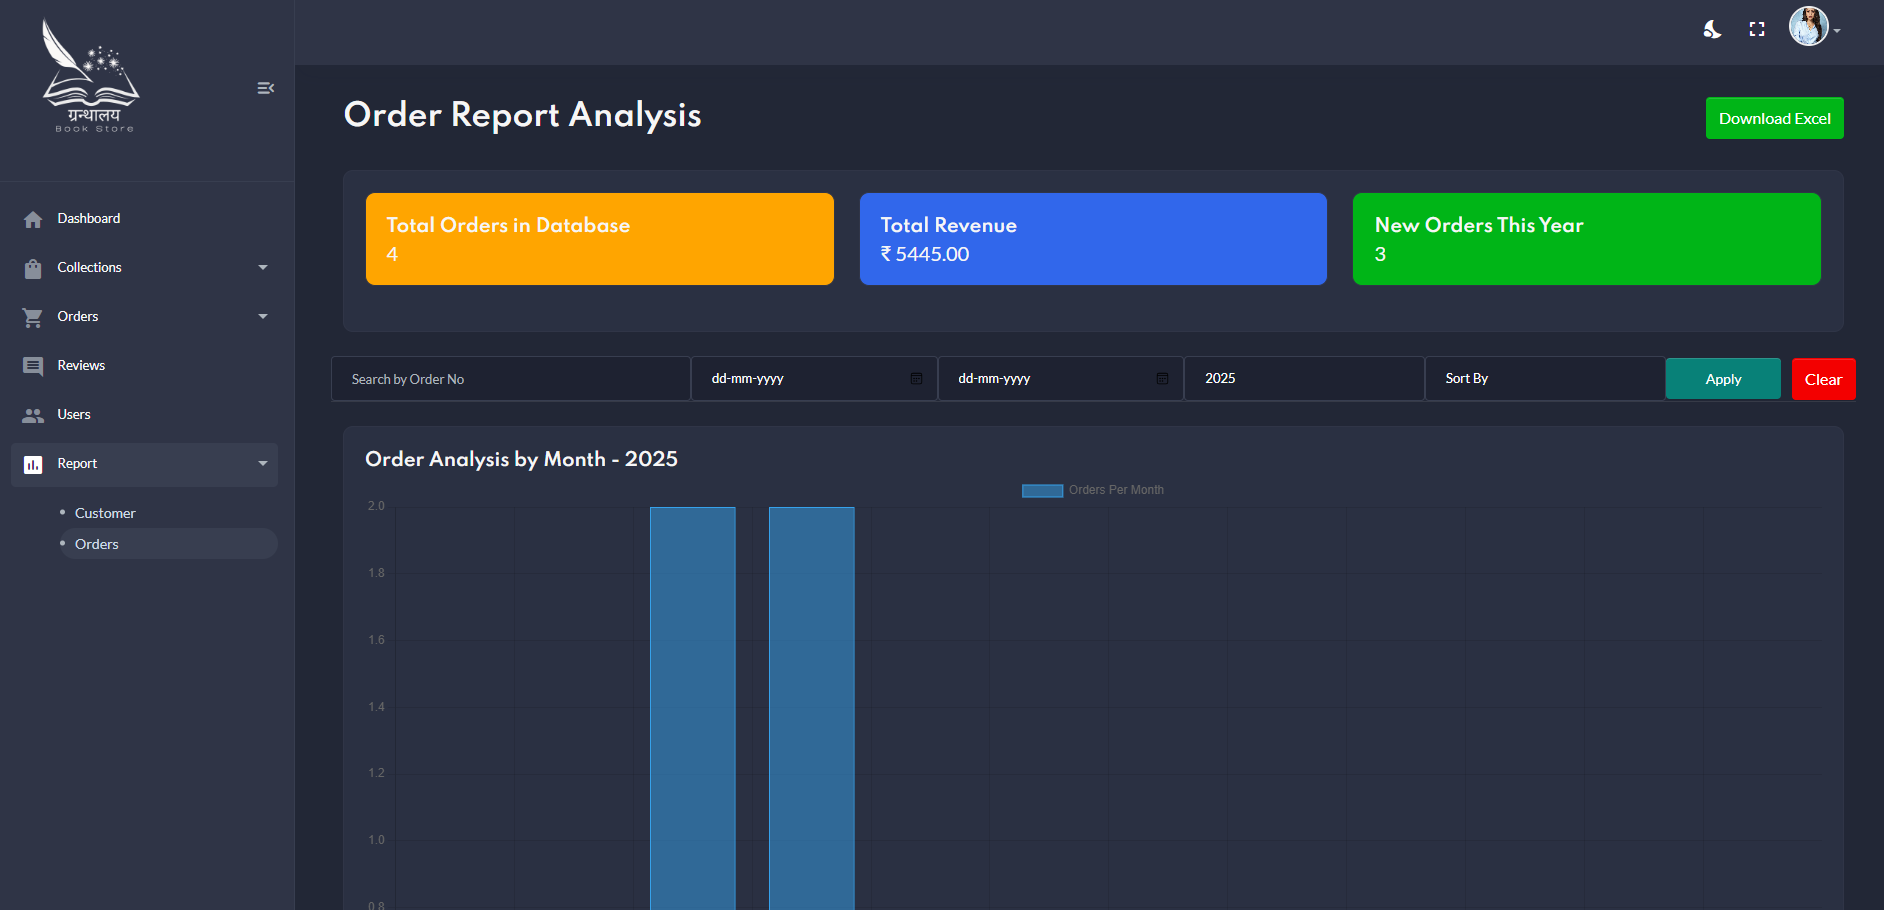 ग्रन्थालय
Book Store
Dashboard
Collections
Orders
Reviews
Users
Report
Customer
Orders
Order Report Analysis
Download Excel
Total Orders in Database
4
Total Revenue
₹ 5445.00
New Orders This Year
3
Search by Order No
dd-mm-yyyy
dd-mm-yyyy
2025
Sort By
Apply
Clear
Order Analysis by Month - 2025
Orders Per Month
2.0
1.8
1.6
1.4
1.2
1.0
0.8